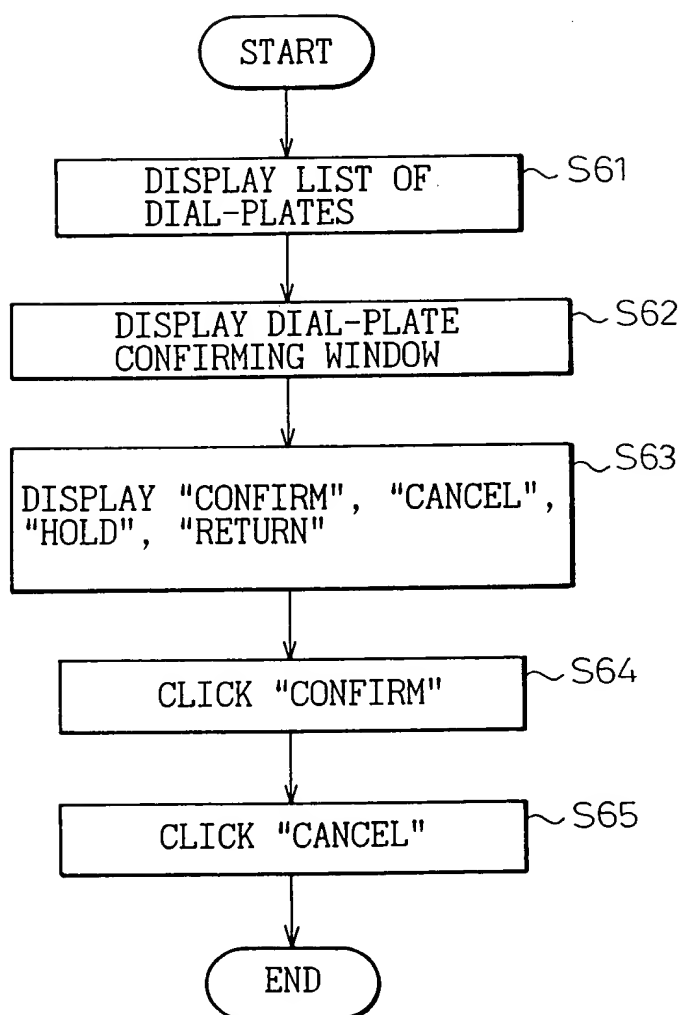 START
DISPLAY LIST OF
DIAL-PLATES
S61
DISPLAY DIAL-PLATE
CONFIRMING WINDOW
S62
DISPLAY "CONFIRM", "CANCEL",
"HOLD", "RETURN"
S63
CLICK "CONFIRM"
S64
CLICK "CANCEL"
S65
END